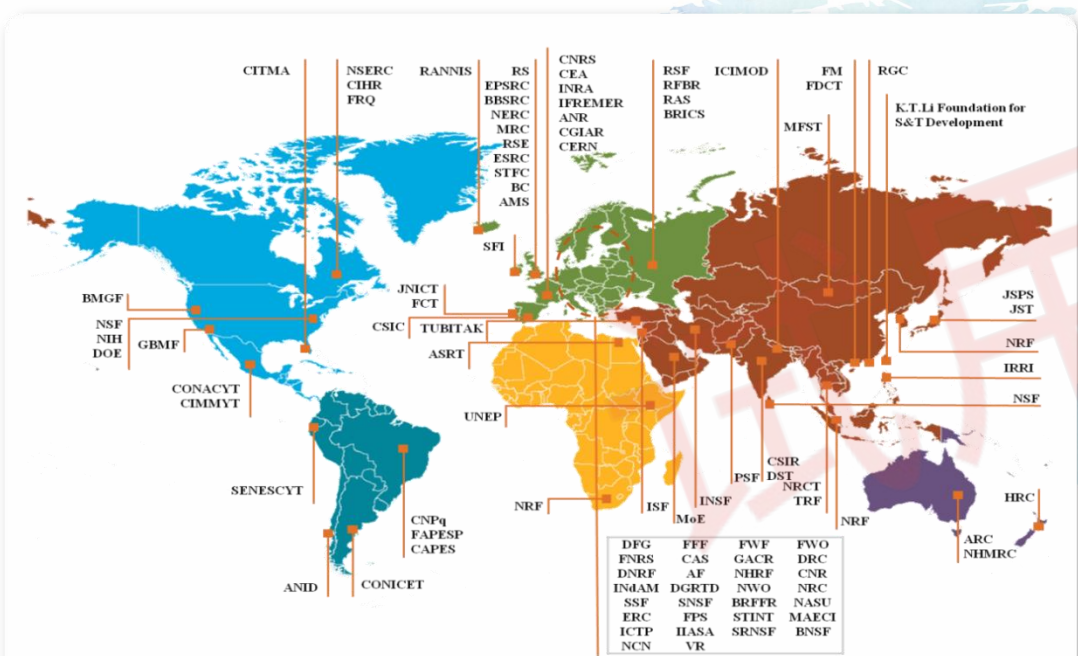 CITMA
NSERC
CIHR
FRQ
RANNIS
RS
EPSRC
BBSRC
NERC
MRC
RSE
ESRC
STFC
BC
AMS
CNRS
CEA
INRA
IFREMER
ANR
CGIAR
CERN
RSF
RFBR
RAS
BRICS
ICIMOD
FM
FDCT
RGC
K.T.Li Foundation for
S&T Development
MFST
SFI
BMGF
NSF
NIH
DOE
GBMF
JNICT
FCT
CSIC
TUBITAK
ASRT
JSPS
JST
NRF
IRRI
NSF
CONACYT
CIMMYT
UNEP
SENESCYT
CNPq
FAPESP
CAPES
NRF
ISF
MoE
INSF
PSF
CSIR
DST
NRCT
TRF
NRF
HRC
ARC
NHMRC
ANID
CONICET
DFG FFF FWF FWO
FNRS CAS GACR DRC
DNRF AF NHRF CNR
INdAM DGRTD NWO NRC
SSF SNSF BRFFR NASU
ERC FPS STINT MAECI
ICTP IIASA SRNSF BNSF
NCN VR